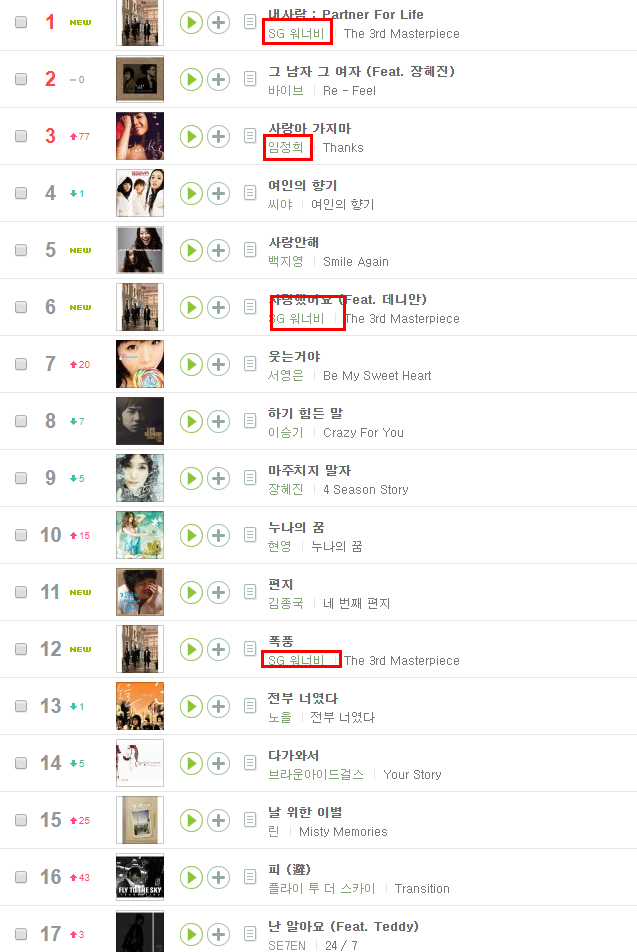 1 NEW 내사람 : Partner For Life
SG 워너비 The 3rd Masterpiece
2 0 그 남자 그 여자 (Feat. 장혜진)
바이브 Re - Feel
3 77 사랑아 가지마
임정희 Thanks
4 1 여인의 향기
씨야 여인의 향기
5 NEW 사랑안해
백지영 Smile Again
6 NEW 사랑했어요 (Feat. 데니안)
SG 워너비 The 3rd Masterpiece
7 20 웃는거야
서영은 Be My Sweet Heart
8 7 하기 힘든 말
이승기 Crazy For You
9 5 마주치지 말자
장혜진 4 Season Story
10 15 누나의 꿈
현영 누나의 꿈
11 NEW 편지
김종국 네 번째 편지
12 NEW 폭풍
SG 워너비 The 3rd Masterpiece
13 1 전부 너였다
노을 전부 너였다
14 5 다가와서
브라운아이드걸스 Your Story
15 25 날 위한 이별
린 Misty Memories
16 43 피 (避)
플라이 투 더 스카이 Transition
FLY TO THE SKY
17 3 난 알아요 (Feat. Teddy)
SE7EN 24 / 7